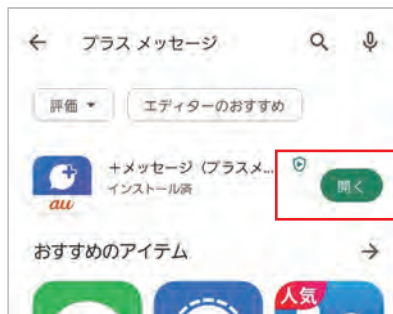 プラス メッセージ
評価
エディターのおすすめ
+メッセージ（プラスメ...
インストール済
au
開く
おすすめのアイテム
人気